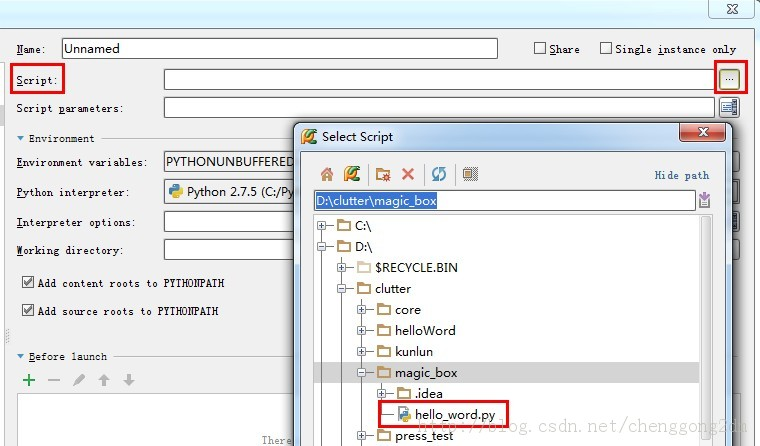 Name: Unnamed Share Single instance only
Script: ...
Script parameters:
Environment
Environment variables: PYTHONUNBUFFERED
Python interpreter: Python 2.7.5 (C:/Py
Interpreter options:
Working directory:
Add content roots to PYTHONPATH
Add source roots to PYTHONPATH
Before launch
There
Select Script
Hide path
D:\clutter\magic_box
C:\
D:\
$RECYCLE.BIN
clutter
core
helloWord
kunlun
magic_box
.idea
hello_word.py
press_test
http://blog.csdn.net/chenggong2dm